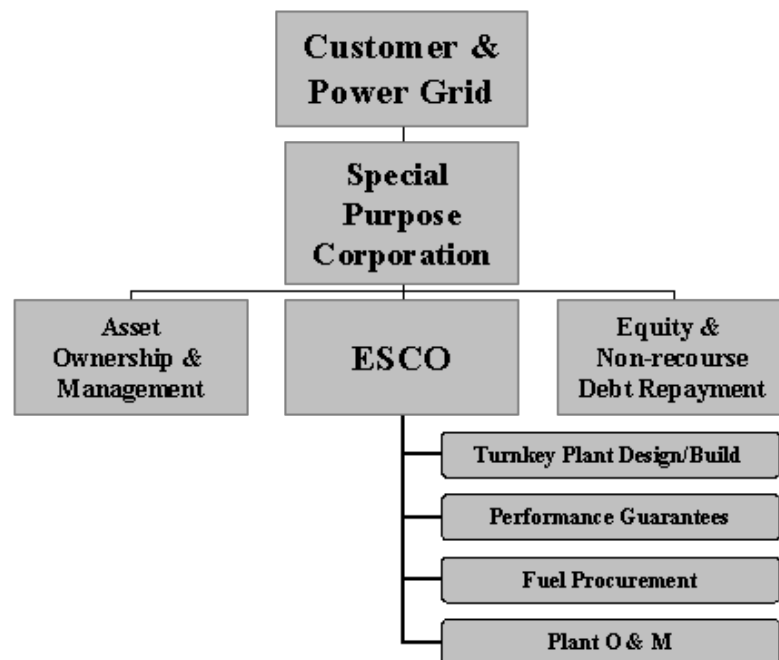 Customer &
Power Grid
Special
Purpose
Corporation
Asset
Ownership &
Management
ESCO
Equity &
Non-recourse
Debt Repayment
Turnkey Plant Design/Build
Performance Guarantees
Fuel Procurement
Plant O & M